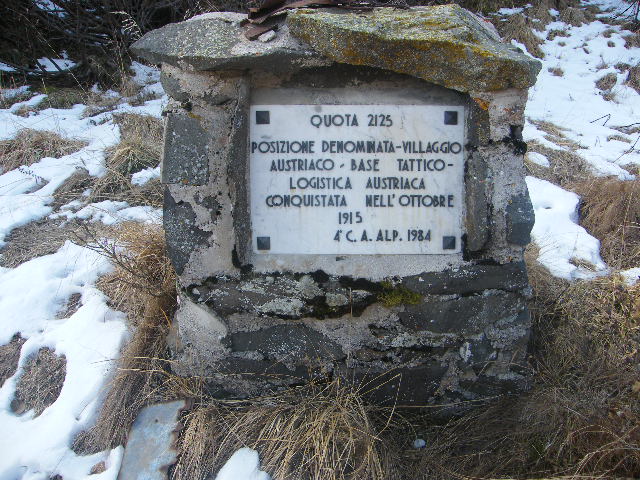 QUOTA 2125
POSIZIONE DENOMINATA-VILLAGGIO
AUSTRIACO - BASE TATTICO-
LOGISTICA AUSTRIACA
CONQUISTATA NELL'OTTOBRE
1915
4° C. A. ALP. 1984